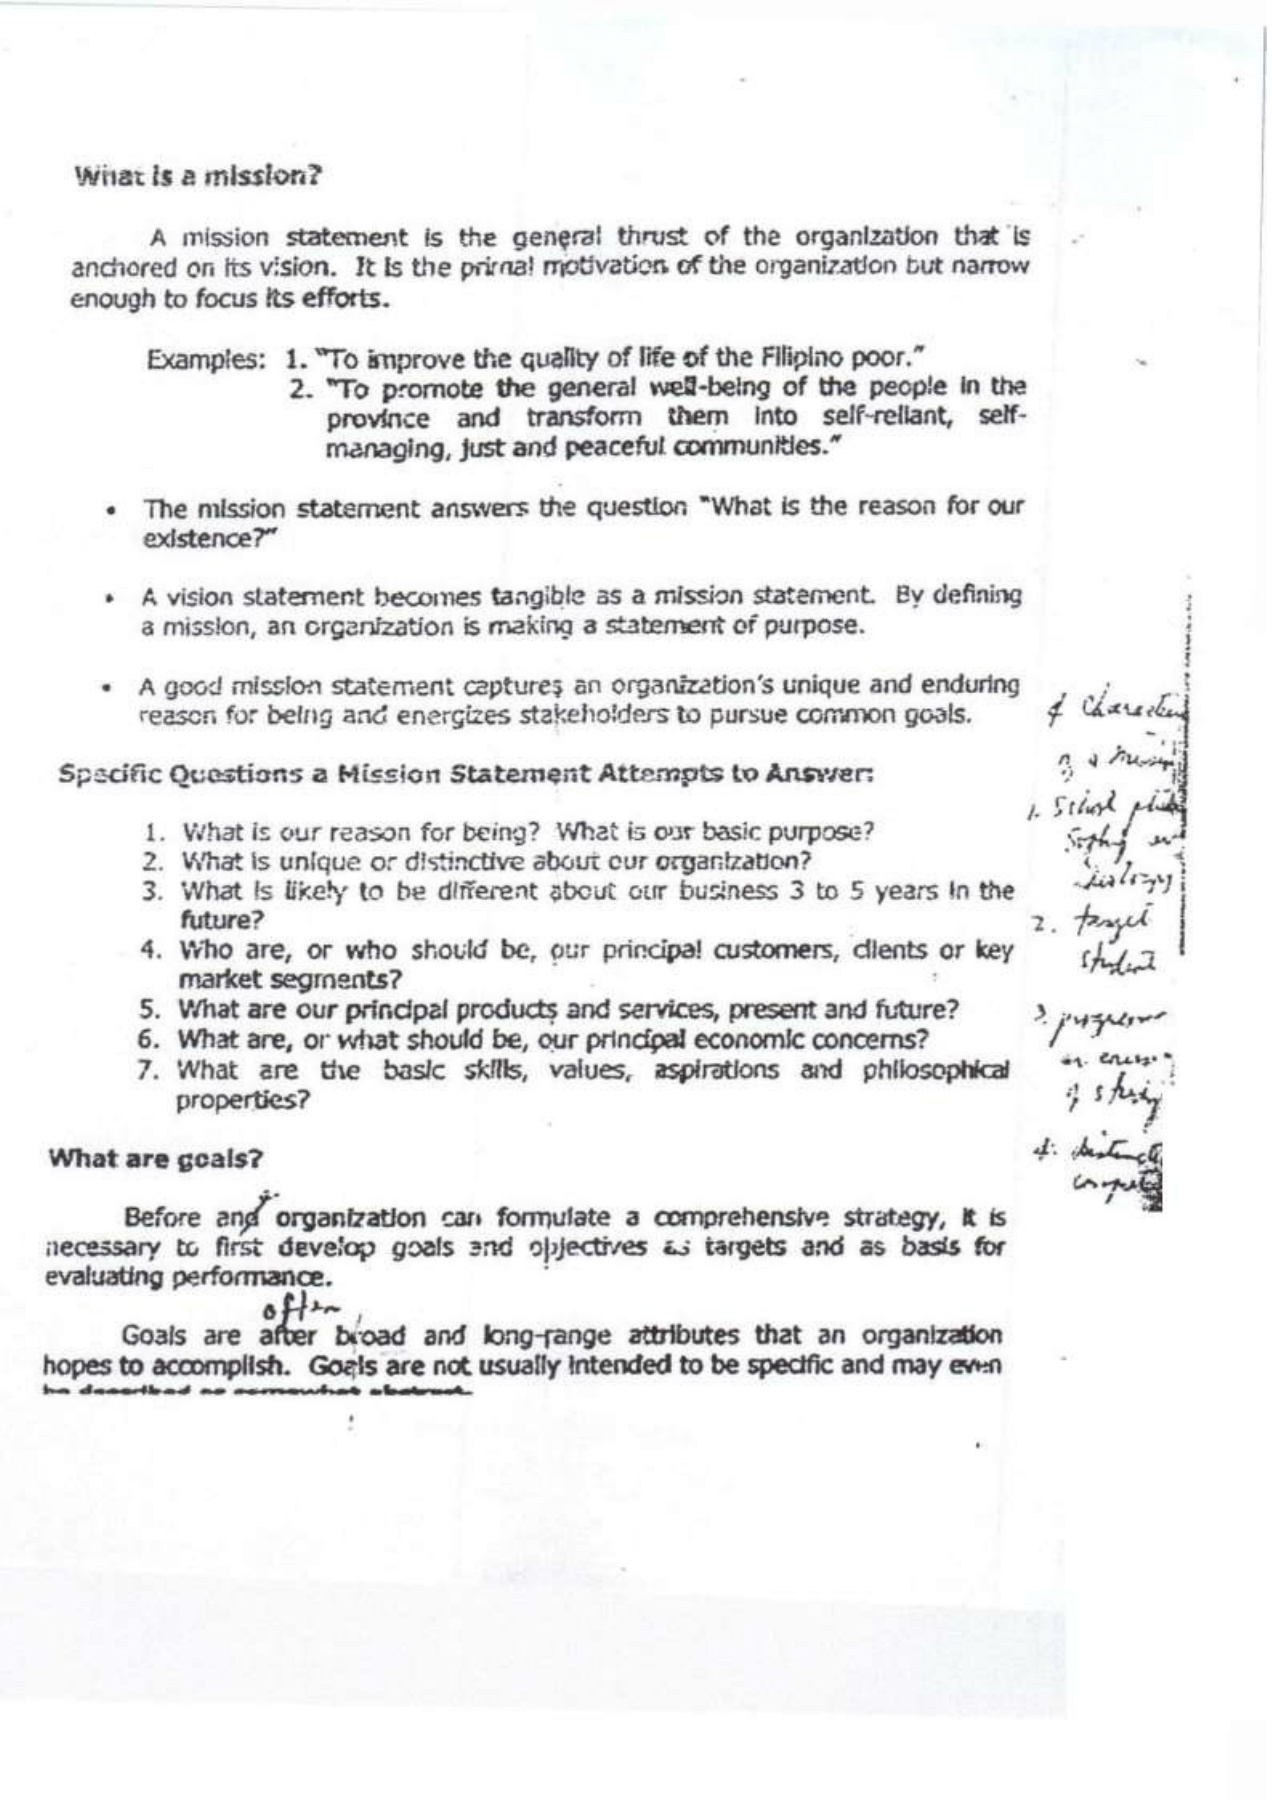 What is a mission?
A mission statement is the general thrust of the organization that is
anchored on its vision. It is the primal motivation of the organization but narrow
enough to focus its efforts.
Examples: 1. "To improve the quality of life of the Filipino poor."
2. "To promote the general well-being of the people in the
province and transform them into self-reliant, self-
managing, just and peaceful communities."
• The mission statement answers the question "What is the reason for our
existence?"
• A vision statement becomes tangible as a mission statement. By defining
a mission, an organization is making a statement of purpose.
• A good mission statement captures an organization's unique and enduring
reason for being and energizes stakeholders to pursue common goals.
Specific Questions a Mission Statement Attempts to Answer:
1. What is our reason for being? What is our basic purpose?
2. What is unique or distinctive about our organization?
3. What is likely to be different about our business 3 to 5 years in the
future?
4. Who are, or who should be, our principal customers, clients or key
market segments?
5. What are our principal products and services, present and future?
6. What are, or what should be, our principal economic concerns?
7. What are the basic skills, values, aspirations and philosophical
properties?
What are goals?
Before and organization can formulate a comprehensive strategy, it is
necessary to first develop goals and objectives as targets and as basis for
evaluating performance.
often
Goals are after broad and long-range attributes that an organization
hopes to accomplish. Goals are not usually intended to be specific and may even
be described as somewhat abstract.
of a
1. School
2. target
student
3.
of study
4.